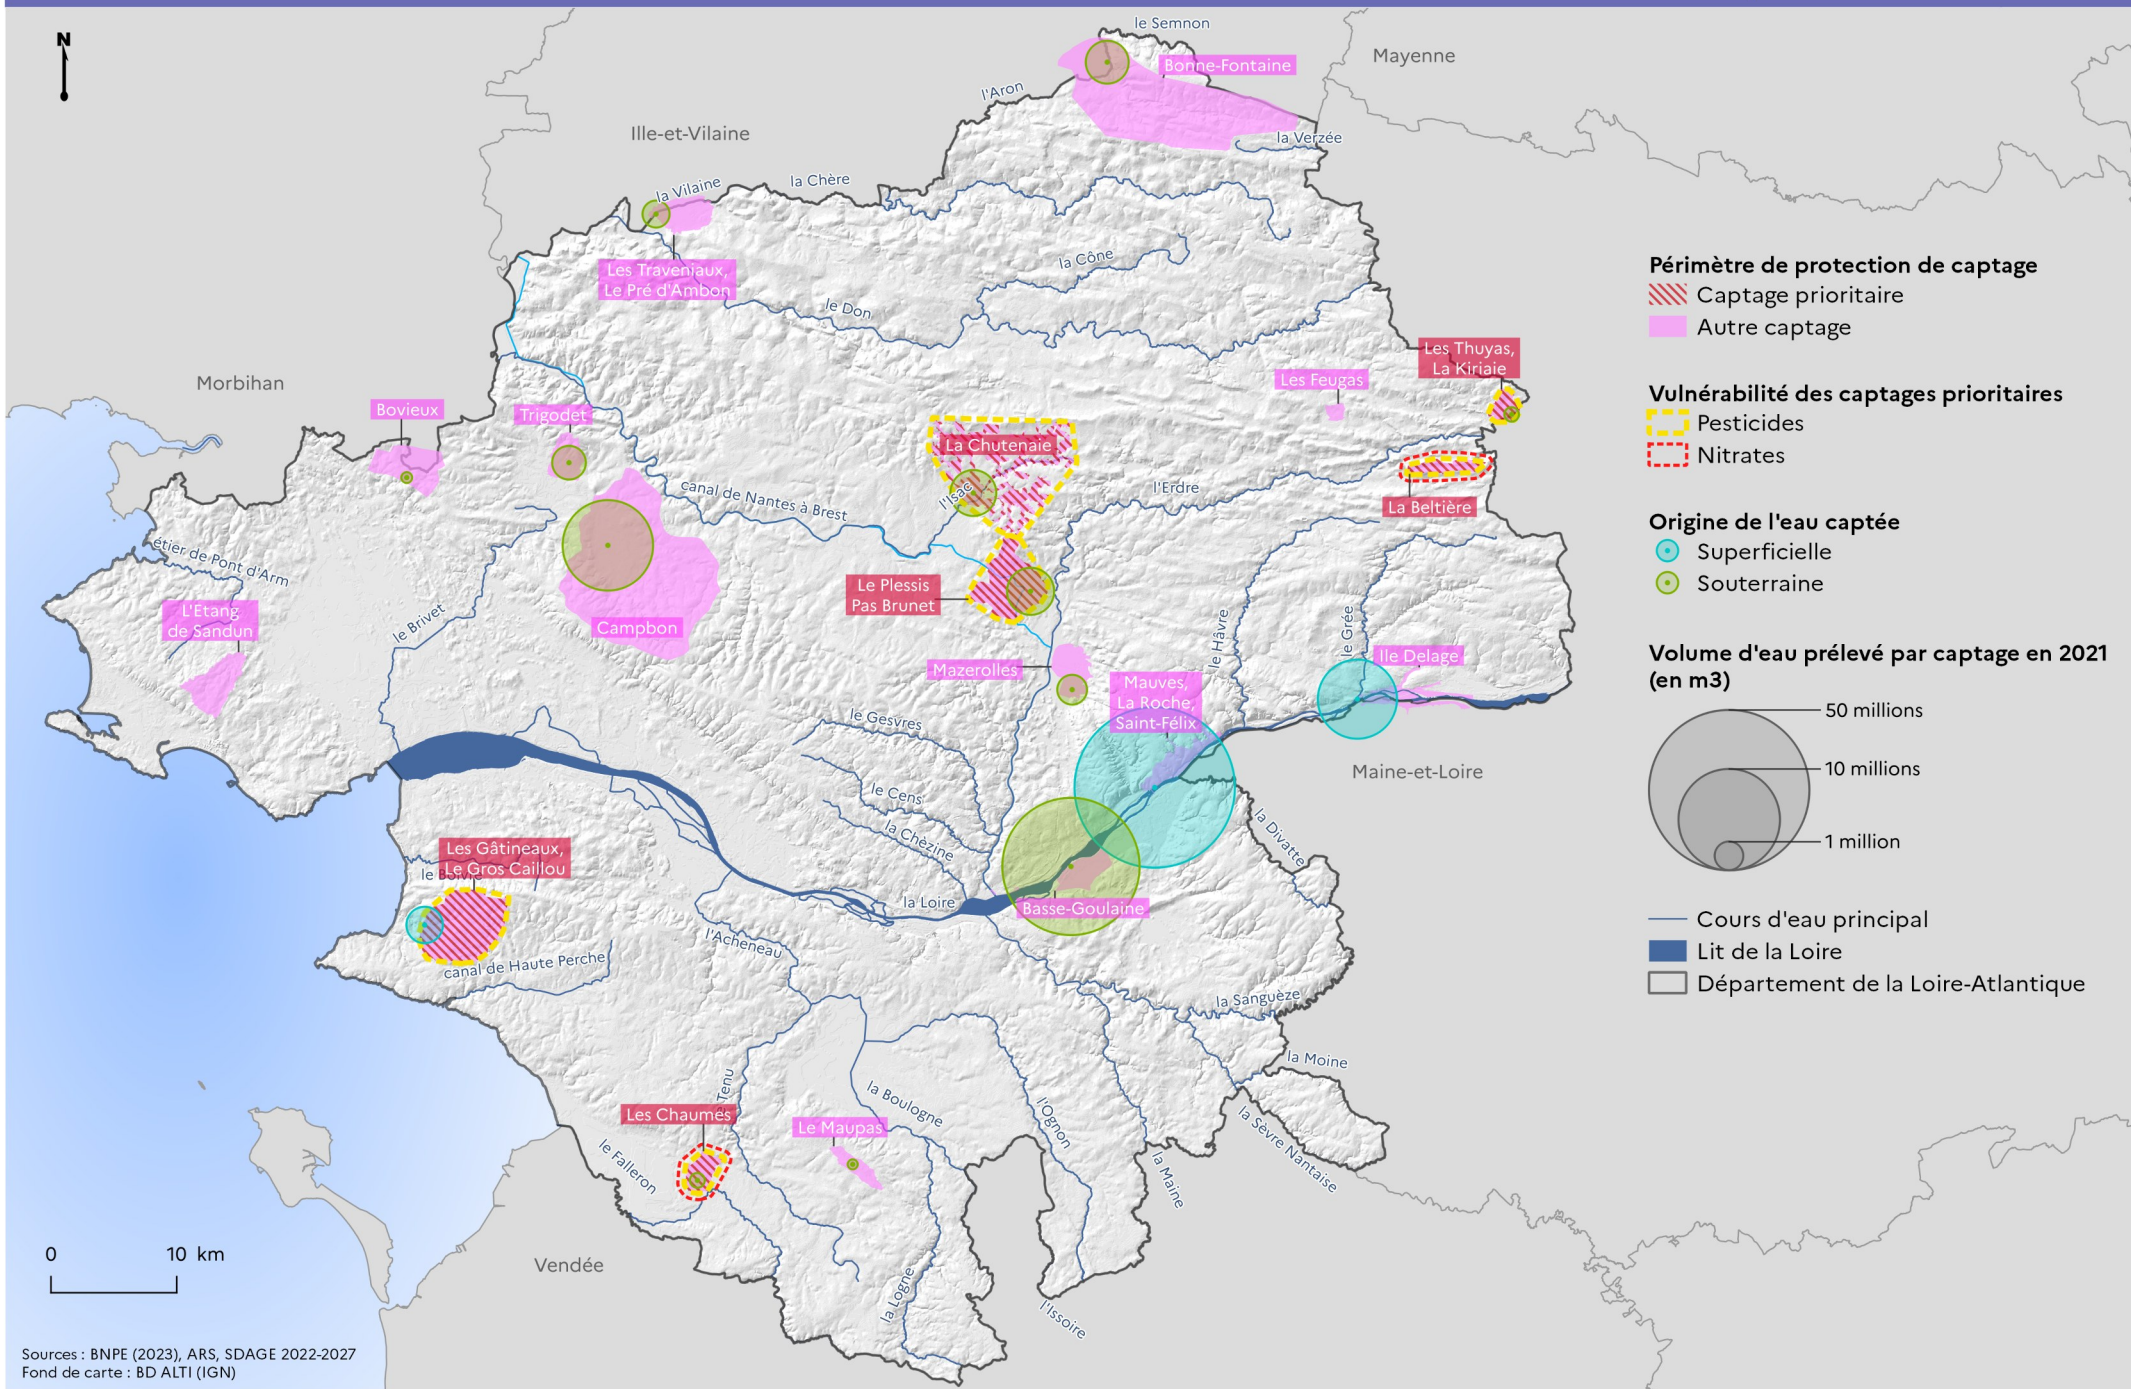 le Semnon
N
Mayenne
Bonne-Fontaine
l'Aron
Ille-et-Vilaine
la Verzée
la Vilaine
la Chère
Les Traveniaux,
Le Pré d'Ambon
la Cône
le Don
Morbihan
Les Thuyas,
La Kiriaie
Les Feugas
Bovieux
Trigodet
La Chutenaie
canal de Nantes à Brest
l'Isac
l'Erdre
La Beltière
étier de Pont d'Arm
L'Etang
de Sandun
le Brivet
Campbon
Le Plessis
Pas Brunet
le Hâvre
le Grée
Ile Delage
Mazerolles
Mauves,
La Roche,
Saint-Félix
le Gesvres
Maine-et-Loire
le Cens
la Chèzine
la Divatte
Les Gâtineaux,
Le Gros Caillou
le Boivre
la Loire
Basse-Goulaine
l'Acheneau
canal de Haute Perche
la Sanguèze
la Moine
Les Chaumes
le Tenu
Le Maupas
la Boulogne
l'Ognon
la Sèvre Nantaise
le Falleron
la Maine
Vendée
la Logne
l'Issoire
0 10 km
Sources : BNPE (2023), ARS, SDAGE 2022-2027
Fond de carte : BD ALTI (IGN)
Périmètre de protection de captage
Captage prioritaire
Autre captage
Vulnérabilité des captages prioritaires
Pesticides
Nitrates
Origine de l'eau captée
Superficielle
Souterraine
Volume d'eau prélevé par captage en 2021
(en m3)
50 millions
10 millions
1 million
Cours d'eau principal
Lit de la Loire
Département de la Loire-Atlantique